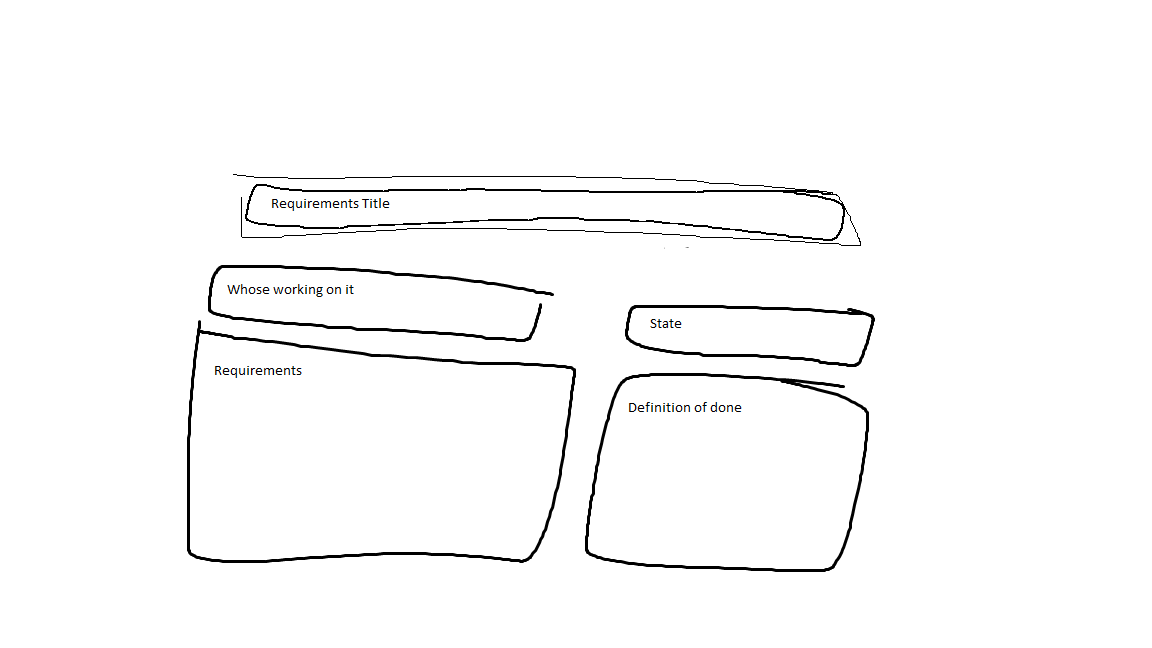 Requirements Title
Whose working on it
State
Requirements
Definition of done